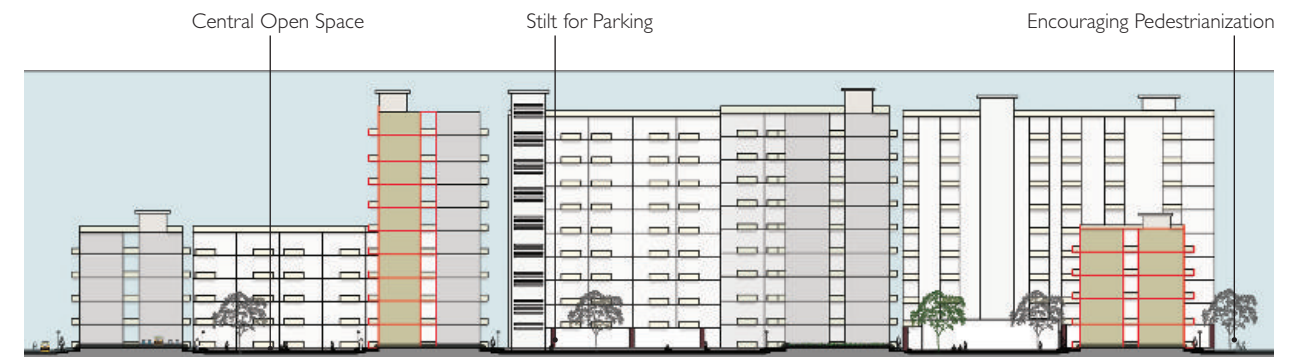 Central Open Space
Stilt for Parking
Encouraging Pedestrianization